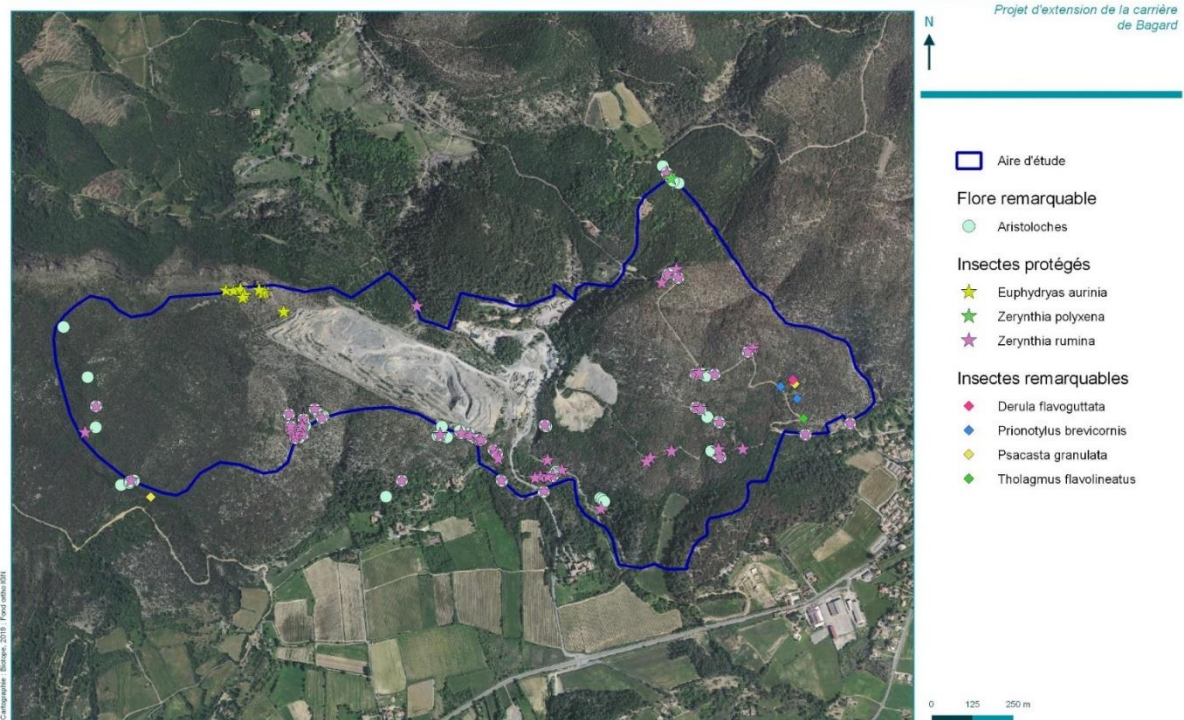 Projet d'extension de la carrière
de Bagard
N
Aire d'étude
Flore remarquable
Aristoloches
Insectes protégés
Euphydryas aurinia
Zerynthia polyxena
Zerynthia rumina
Insectes remarquables
Derula flavoguttata
Prionotylus brevicornis
Psacasta granulata
Tholagmus flavolineatus
0 125 250 m
Cartographie : Biotope, 2019 ; Fond ortho IGN